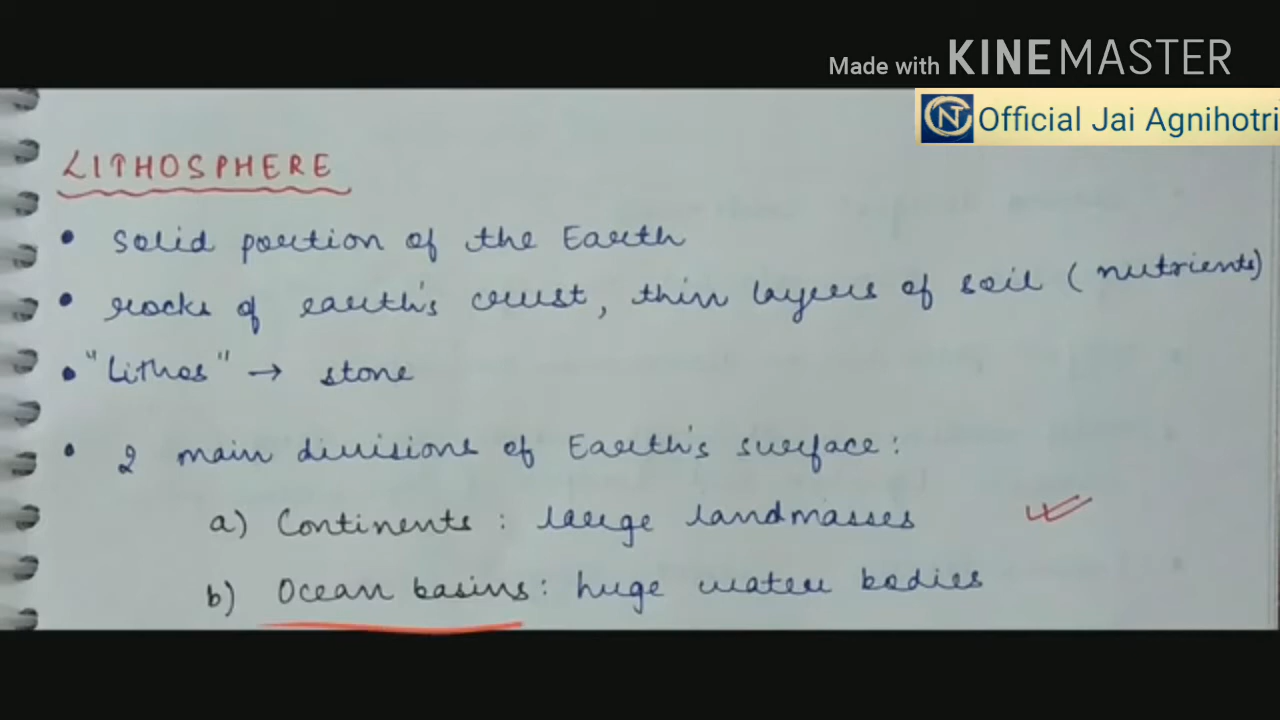 Made with KINEMASTER
Official Jai Agnihotri
LITHOSPHERE
• Solid portion of the Earth
• rocks of earth's crust, thin layers of soil (nutrients)
• "Lithos" → stone
• 2 main divisions of Earth's surface:
a) Continents : large landmasses
b) Ocean basins : huge water bodies